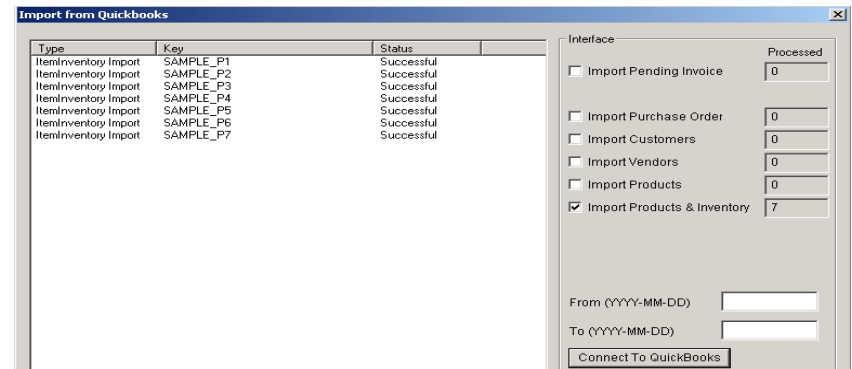 Import from Quickbooks
Type Key Status
ItemInventory Import SAMPLE_P1 Successful
ItemInventory Import SAMPLE_P2 Successful
ItemInventory Import SAMPLE_P3 Successful
ItemInventory Import SAMPLE_P4 Successful
ItemInventory Import SAMPLE_P5 Successful
ItemInventory Import SAMPLE_P6 Successful
ItemInventory Import SAMPLE_P7 Successful
Interface
Processed
Import Pending Invoice 0
Import Purchase Order 0
Import Customers 0
Import Vendors 0
Import Products 0
Import Products & Inventory 7
From (YYYY-MM-DD)
To (YYYY-MM-DD)
Connect To QuickBooks